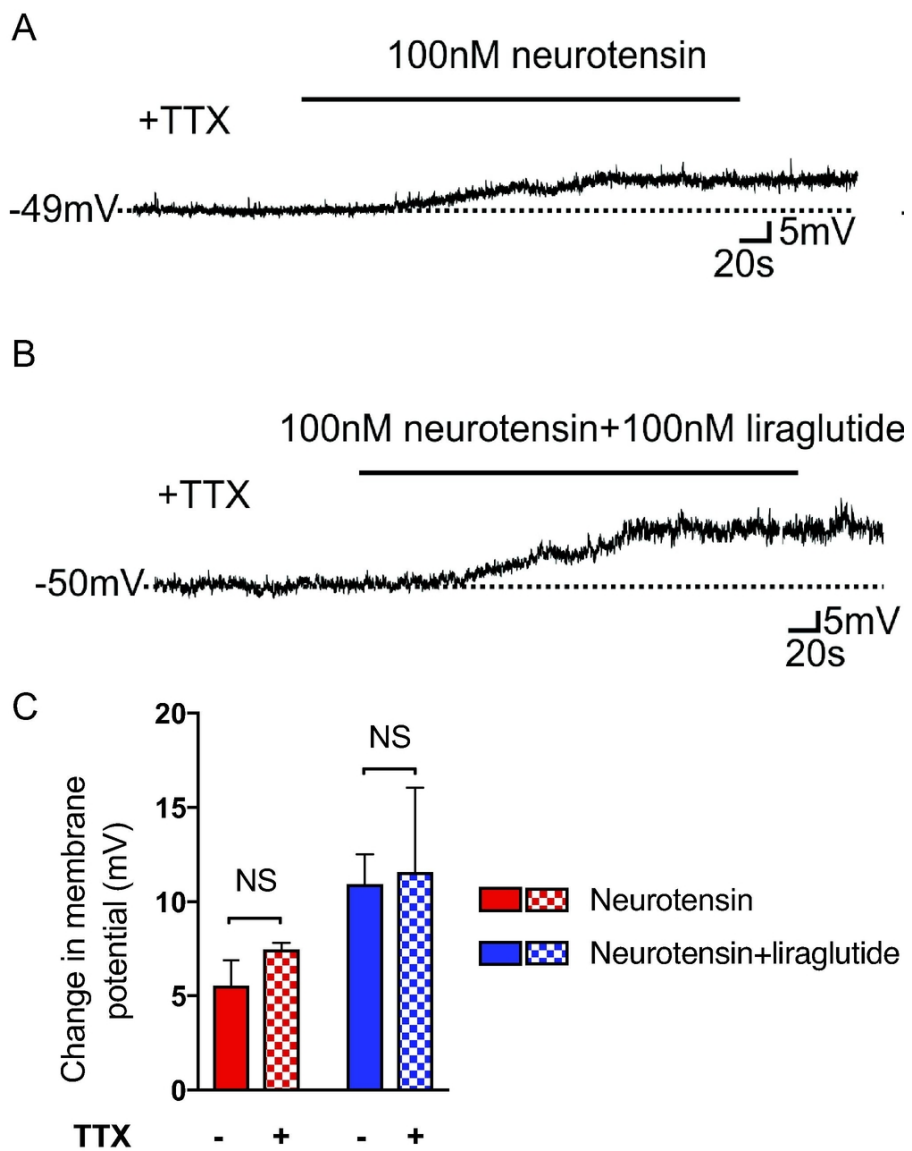 A
100nM neurotensin
+TTX
-49mV
5mV
20s
B
100nM neurotensin+100nM liraglutide
+TTX
-50mV
5mV
20s
C
Change in membrane
potential (mV)
20
15
10
5
0
NS
NS
Neurotensin
Neurotensin+liraglutide
TTX - + - +